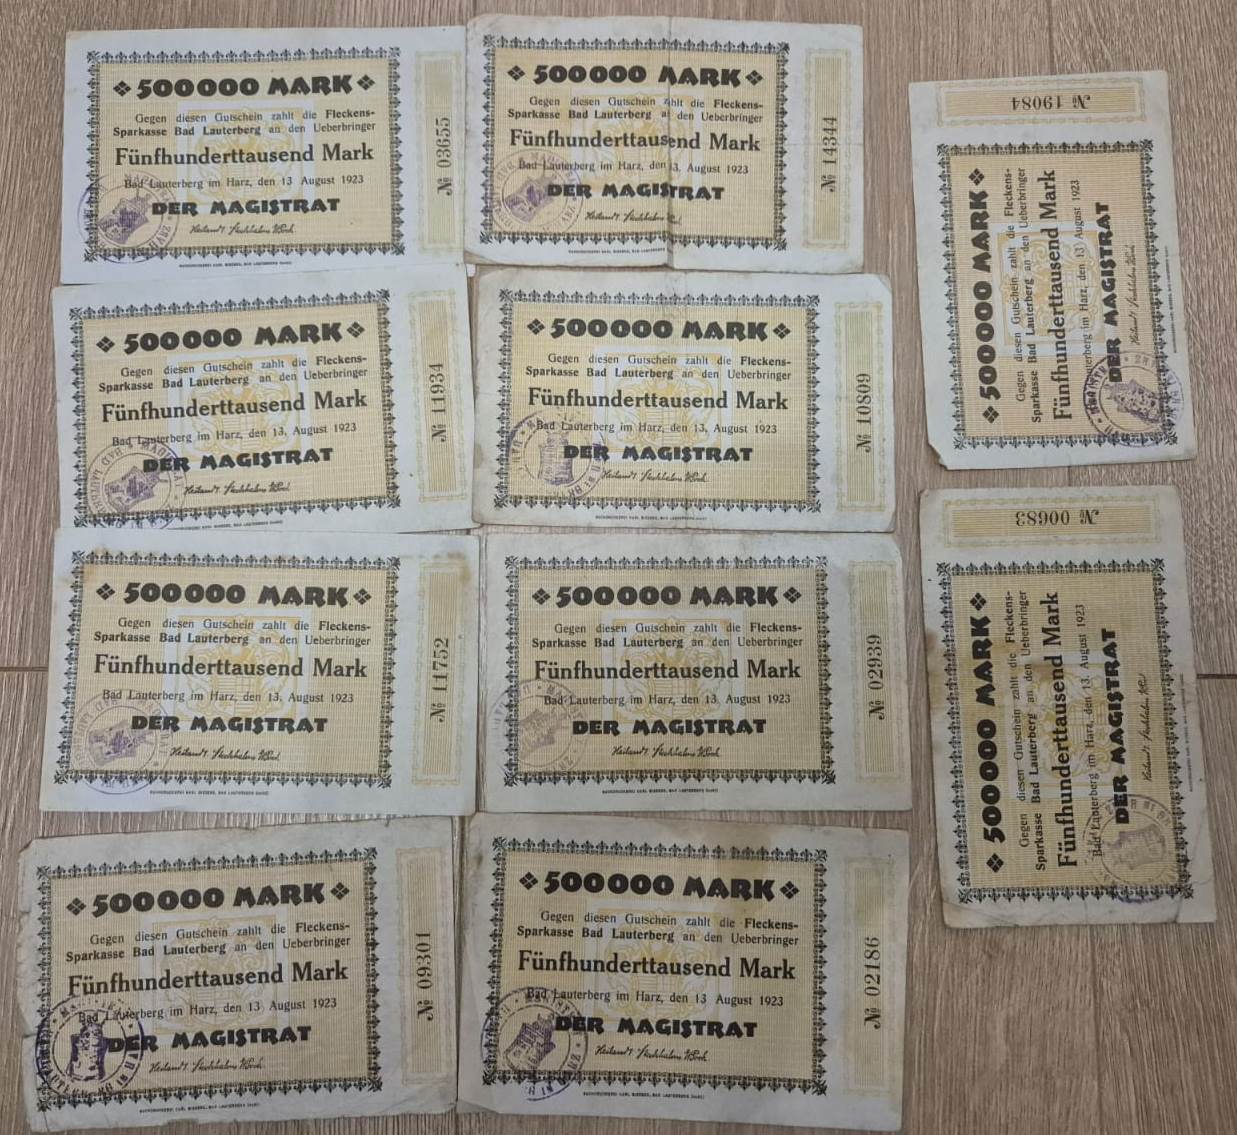 500000 MARK
Gegen diesen Gutschein zahlt die Fleckens-
Sparkasse Bad Lauterberg an den Ueberbringer
Fünfhunderttausend Mark
Bad Lauterberg im Harz, den 13 August 1923
DER MAGISTRAT
BUCHDRUCKEREI KARL MINDERG, BAD LAUTERBERG (HARZ)
№ 03655
500000 MARK
Gegen diesen Gutschein zahlt die Fleckens-
Sparkasse Bad Lauterberg an den Ueberbringer
Fünfhunderttausend Mark
Bad Lauterberg im Harz, den 13. August 1923
DER MAGISTRAT
№ 14344
500000 MARK
Gegen diesen Gutschein zahlt die Fleckens-
Sparkasse Bad Lauterberg an den Ueberbringer
Fünfhunderttausend Mark
Bad Lauterberg im Harz, den 13. August 1923
DER MAGISTRAT
№ 11934
500000 MARK
Gegen diesen Gutschein zahlt die Fleckens-
Sparkasse Bad Lauterberg an den Ueberbringer
Fünfhunderttausend Mark
Bad Lauterberg im Harz, den 13, August 1923
DER MAGISTRAT
№ 10809
500000 MARK
Gegen diesen Gutschein zahlt die Fleckens-
Sparkasse Bad Lauterberg an den Ueberbringer
Fünfhunderttausend Mark
Bad Lauterberg im Harz, den 13. August 1923
DER MAGISTRAT
№ 11752
500000 MARK
Gegen diesen Gutschein zahlt die Fleckens-
Sparkasse Bad Lauterberg an den Ueberbringer
Fünfhunderttausend Mark
Bad Lauterberg im Harz, den 13. August 1923
DER MAGISTRAT
№ 02939
500000 MARK
Gegen diesen Gutschein zahlt die Fleckens-
Sparkasse Bad Lauterberg an den Ueberbringer
Fünfhunderttausend Mark
Bad Lauterberg im Harz, den 13 August 1923
DER MAGISTRAT
№ 09301
500000 MARK
Gegen diesen Gutschein zahlt die Fleckens-
Sparkasse Bad Lauterberg an den Ueberbringer
Fünfhunderttausend Mark
Bad Lauterberg im Harz, den 13 August 1923
DER MAGISTRAT
№ 02186
№ 19084
500000 MARK
Gegen diesen Gutschein zahlt die Fleckens-
Sparkasse Bad Lauterberg an den Ueberbringer
Fünfhunderttausend Mark
Bad Lauterberg im Harz, den 13 August 1923
DER MAGISTRAT
№ 00683
500000 MARK
Gegen diesen Gutschein zahlt die Fleckens-
Sparkasse Bad Lauterberg an den Ueberbringer
Fünfhunderttausend Mark
Bad Lauterberg im Harz, den 13. August 1923
DER MAGISTRAT